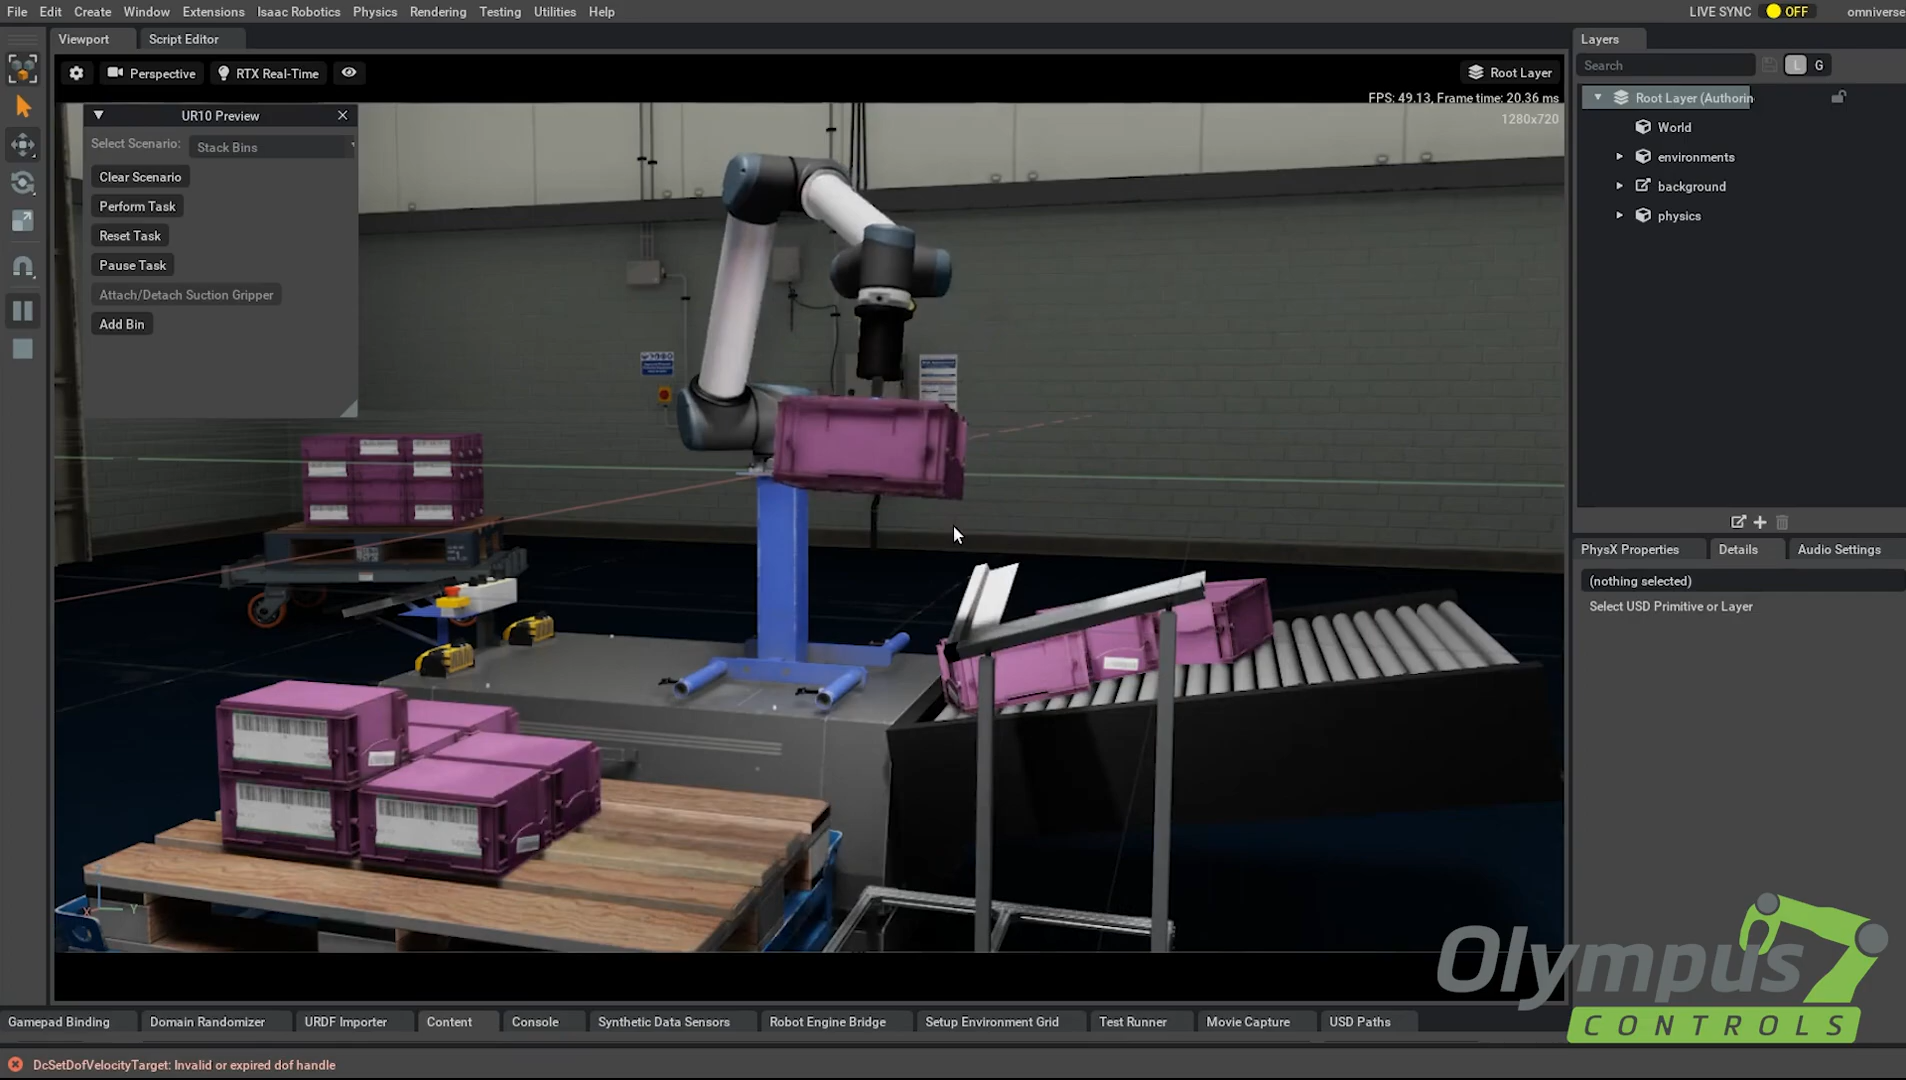 File Edit Create Window Extensions Isaac Robotics Physics Rendering Testing Utilities Help
LIVE SYNC OFF omniverse
Viewport Script Editor
Layers
Perspective RTX Real-Time
Root Layer
Search
L G
FPS: 49.13, Frame time: 20.36 ms
1280x720
Root Layer (Authorin
World
environments
background
physics
UR10 Preview
Select Scenario: Stack Bins
Clear Scenario
Perform Task
Reset Task
Pause Task
Attach/Detach Suction Gripper
Add Bin
PhysX Properties Details Audio Settings
(nothing selected)
Select USD Primitive or Layer
X Y
Olympus
CONTROLS
Gamepad Binding Domain Randomizer URDF Importer Content Console Synthetic Data Sensors Robot Engine Bridge Setup Environment Grid Test Runner Movie Capture USD Paths
DcSetDofVelocityTarget: Invalid or expired dof handle